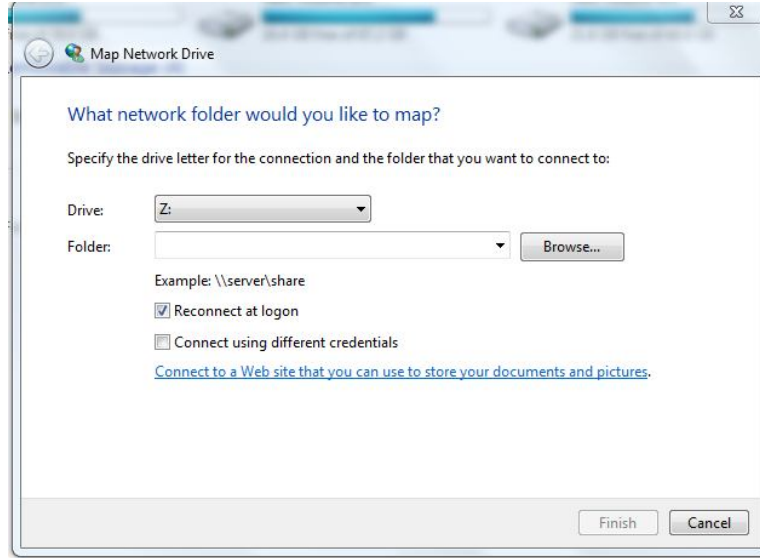 Map Network Drive
What network folder would you like to map?
Specify the drive letter for the connection and the folder that you want to connect to:
Drive: Z:
Folder: Browse...
Example: \\server\share
Reconnect at logon
Connect using different credentials
Connect to a Web site that you can use to store your documents and pictures.
Finish Cancel